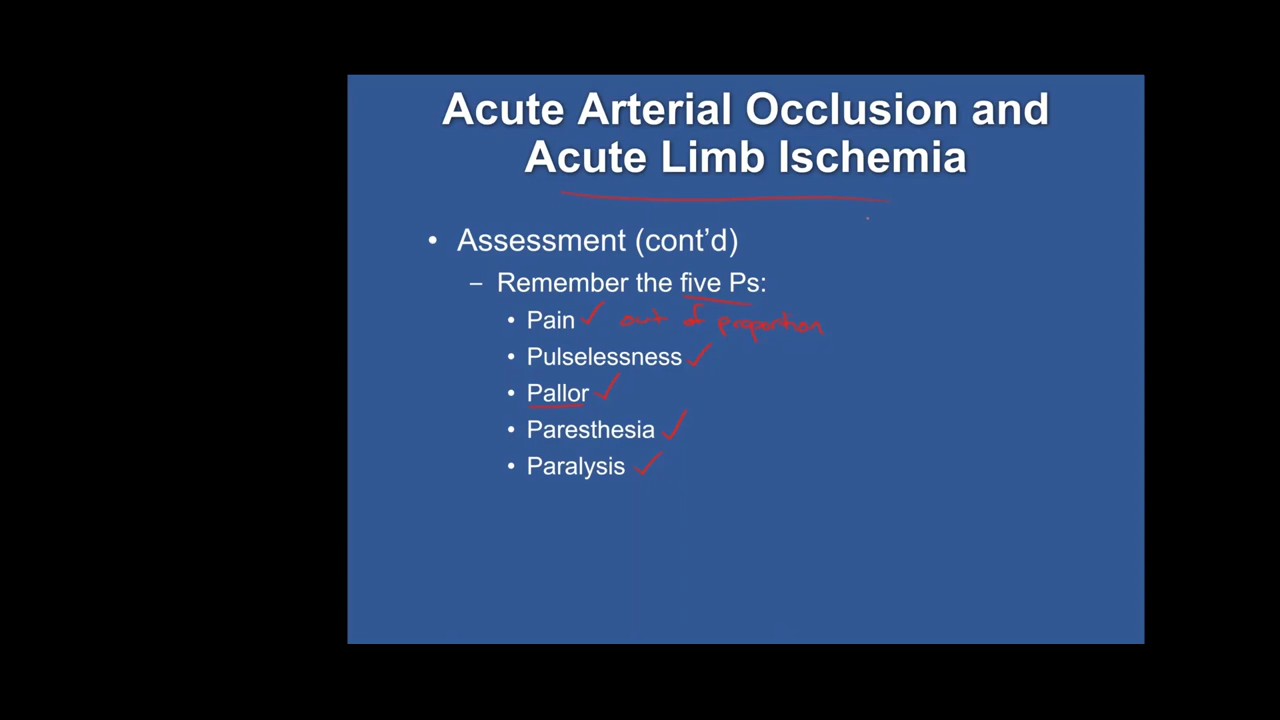 Acute Arterial Occlusion and
Acute Limb Ischemia
• Assessment (cont’d)
– Remember the five Ps:
• Pain out of proportion
• Pulselessness
• Pallor
• Paresthesia
• Paralysis